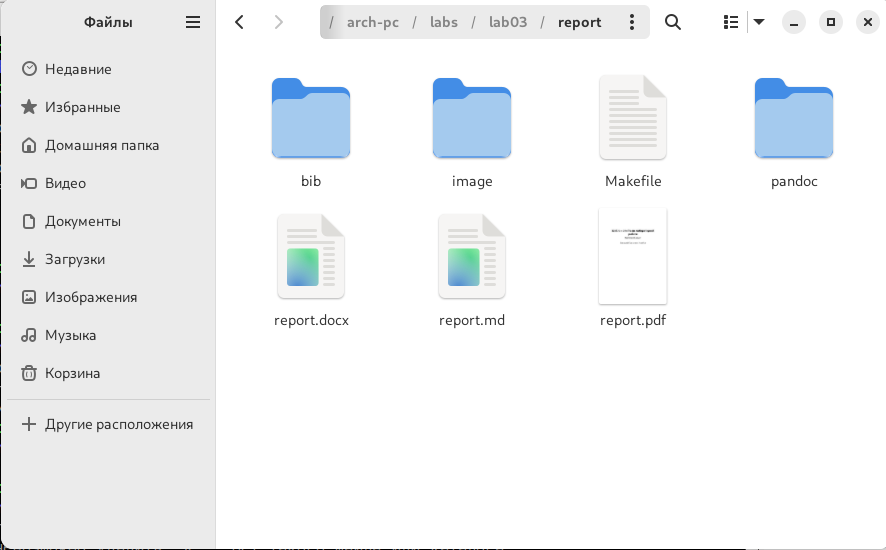 Файлы
/ arch-pc / labs / lab03 / report
Недавние
Избранные
Домашняя папка
Видео
Документы
Загрузки
Изображения
Музыка
Корзина
Другие расположения
bib
image
Makefile
pandoc
report.docx
report.md
report.pdf